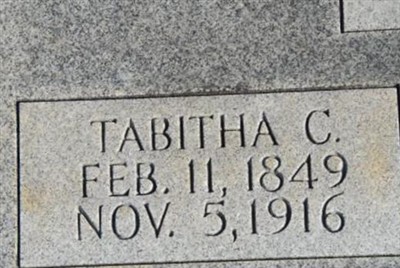 TABITHA C.
FEB. 11, 1849
NOV. 5, 1916